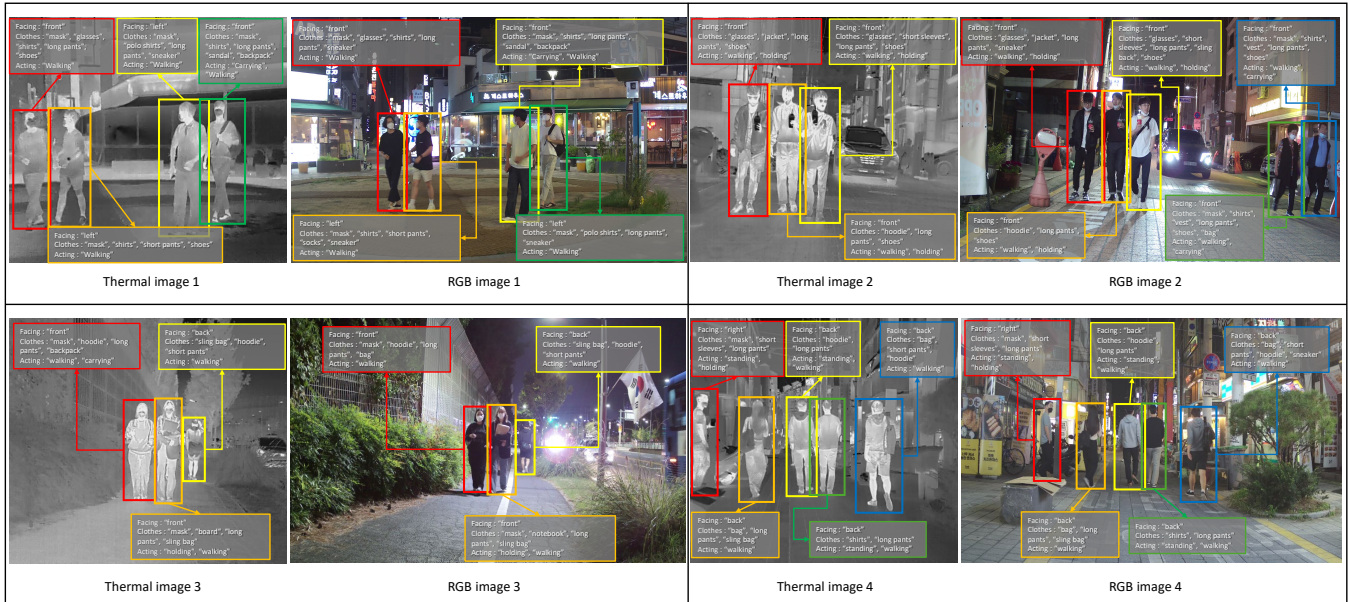 Facing : “front”
Clothes : “mask”, “glasses”,
“shirts”, “long pants”,
“shoes”
Acting : “Walking”
Facing : “left”
Clothes : “mask”,
“polo shirts”, “long
pants”, “sneaker”
Acting : “Walking”
Facing : “front”
Clothes : “mask”,
“shirts”, “long pants”,
“sandal”, “backpack”
Acting : “Carrying”,
“Walking”
Facing : “left”
Clothes : “mask”, “shirts”, “short pants”, “shoes”
Acting : “Walking”
Thermal image 1
Facing : “front”
Clothes : “mask”, “glasses”, “shirts”, “long
pants”, “sneaker”
Acting : “Walking”
Facing : “front”
Clothes : “mask”, “shirts”, “long pants”,
“sandal”, “backpack”
Acting : “Carrying”, “Walking”
Facing : “left”
Clothes : “mask”, “shirts”, “short pants”,
“socks”, “sneaker”
Acting : “Walking”
Facing : “left”
Clothes : “mask”, “polo shirts”, “long pants”,
“sneaker”
Acting : “Walking”
RGB image 1
Facing : “front”
Clothes : “glasses”, “jacket”, “long
pants”, “shoes”
Acting : “walking”, “holding”
Facing : “front”
Clothes : “glasses”, “short sleeves”,
“long pants”, “shoes”
Acting : “walking”, “holding”
Facing : “front”
Clothes : “hoodie”, “long
pants”, “shoes”
Acting : “walking”, “holding”
Thermal image 2
Facing : “front”
Clothes : “glasses”, “jacket”, “long
pants”, “sneaker”
Acting : “walking”, “holding”
Facing : “front”
Clothes : “glasses”, “short
sleeves”, “long pants”, “sling
back”, “shoes”
Acting : “walking”, “holding”
Facing : “front”
Clothes : “mask”, “shirts”,
“vest”, “long pants”,
“shoes”
Acting : “walking”,
“carrying”
Facing : “front”
Clothes : “hoodie”, “long pants”,
“shoes”
Acting : “walking”, “holding”
Facing : “front”
Clothes : “mask”, “shirts”,
“vest”, “long pants”,
“shoes”, “bag”
Acting : “walking”,
“carrying”
RGB image 2
Facing : “front”
Clothes : “mask”, “hoodie”, “long
pants”, “backpack”
Acting : “walking”, “carrying”
Facing : “back”
Clothes : “sling bag”, “hoodie”,
“short pants”
Acting : “walking”
Facing : “front”
Clothes : “mask”, “board”, “long
pants”, “sling bag”
Acting : “holding”, “walking”
Thermal image 3
Facing : “front”
Clothes : “mask”, “hoodie”, “long
pants”, “bag”
Acting : “walking”
Facing : “back”
Clothes : “sling bag”, “hoodie”,
“short pants”
Acting : “walking”
Facing : “front”
Clothes : “mask”, “notebook”, “long
pants”, “sling bag”
Acting : “holding”, “walking”
RGB image 3
Facing : “right”
Clothes : “mask”, “short
sleeves”, “long pants”
Acting : “standing”,
“holding”
Facing : “back”
Clothes : “hoodie”,
“long pants”
Acting : “standing”,
“walking”
Facing : “back”
Clothes : “bag”,
“short pants”,
“hoodie”
Acting : “walking”
Facing : “back”
Clothes : “bag”, “long
pants”, “sling bag”
Acting : “walking”
Facing : “back”
Clothes : “shirts”, “long pants”
Acting : “standing”, “walking”
Thermal image 4
Facing : “right”
Clothes : “mask”, “short
sleeves”, “long pants”
Acting : “standing”,
“holding”
Facing : “back”
Clothes : “hoodie”,
“long pants”
Acting : “standing”,
“walking”
Facing : “back”
Clothes : “bag”, “short
pants”, “hoodie”, “sneaker”
Acting : “walking”
Facing : “back”
Clothes : “bag”, “long
pants”, “sling bag”
Acting : “walking”
Facing : “back”
Clothes : “shirts”, “long pants”
Acting : “standing”, “walking”
RGB image 4